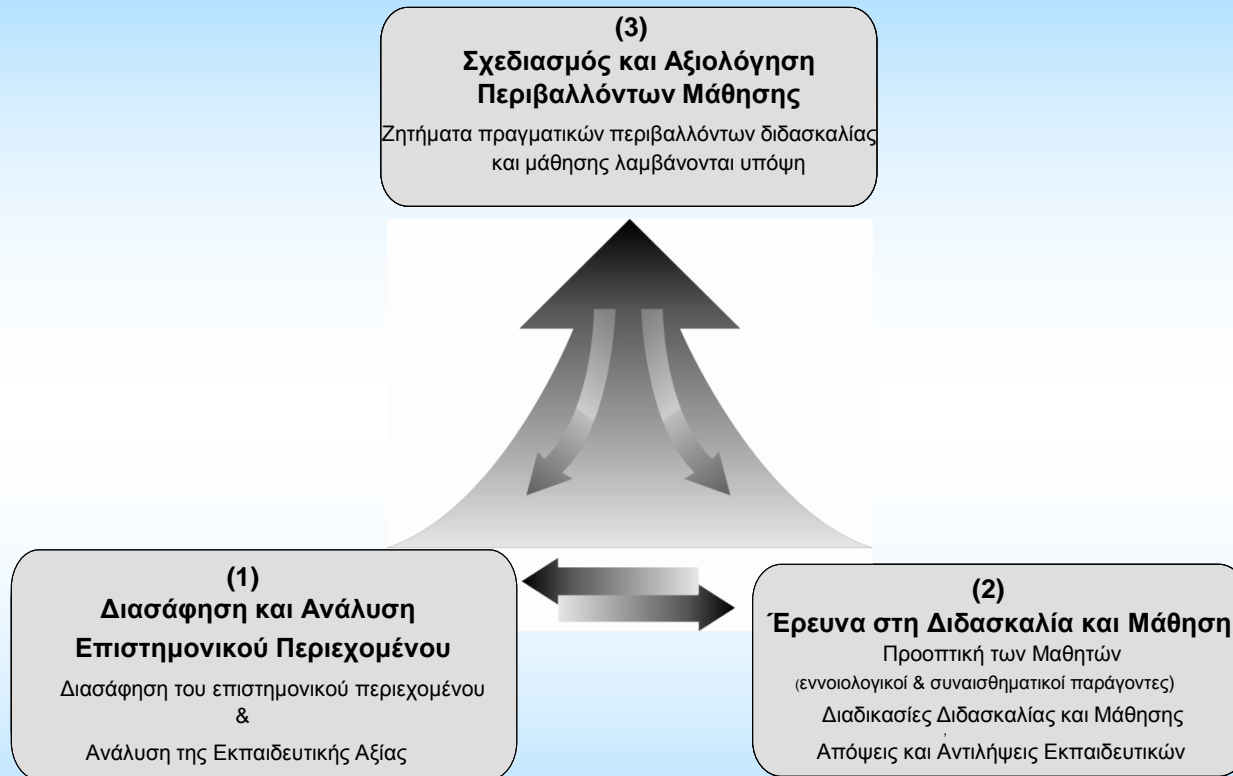 (3)
Σχεδιασμός και Αξιολόγηση
Περιβαλλόντων Μάθησης
Ζητήματα πραγματικών περιβαλλόντων διδασκαλίας
και μάθησης λαμβάνονται υπόψη
(1)
Διασάφηση και Ανάλυση
Επιστημονικού Περιεχομένου
Διασάφηση του επιστημονικού περιεχομένου
&
Ανάλυση της Εκπαιδευτικής Αξίας
(2)
Έρευνα στη Διδασκαλία και Μάθηση
Προοπτική των Μαθητών
(εννοιολογικοί & συναισθηματικοί παράγοντες)
Διαδικασίες Διδασκαλίας και Μάθησης
,
Απόψεις και Αντιλήψεις Εκπαιδευτικών